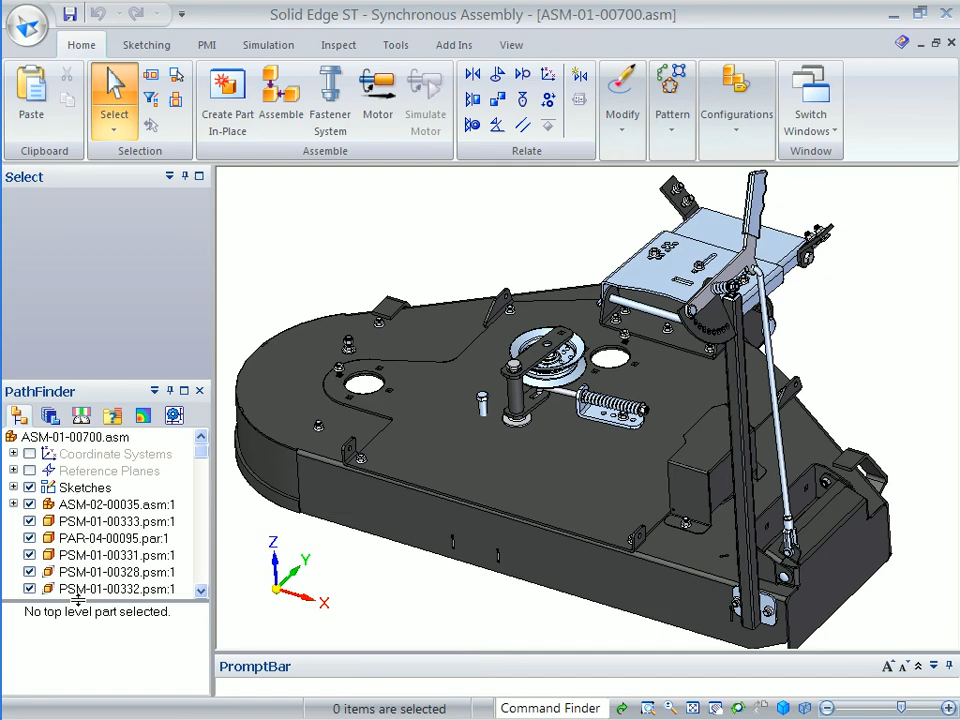 Solid Edge ST - Synchronous Assembly - [ASM-01-00700.asm]
Home Sketching PMI Simulation Inspect Tools Add Ins View
Paste
Select
Create Part In-Place
Assemble
Fastener System
Motor
Simulate Motor
Modify
Pattern
Configurations
Switch Windows
Clipboard Selection Assemble Relate Window
Select
PathFinder
ASM-01-00700.asm
Coordinate Systems
Reference Planes
Sketches
ASM-02-00035.asm:1
PSM-01-00333.psm:1
PAR-04-00095.par:1
PSM-01-00331.psm:1
PSM-01-00328.psm:1
PSM-01-00332.psm:1
No top level part selected.
Z
Y
X
PromptBar
A A
0 items are selected
Command Finder